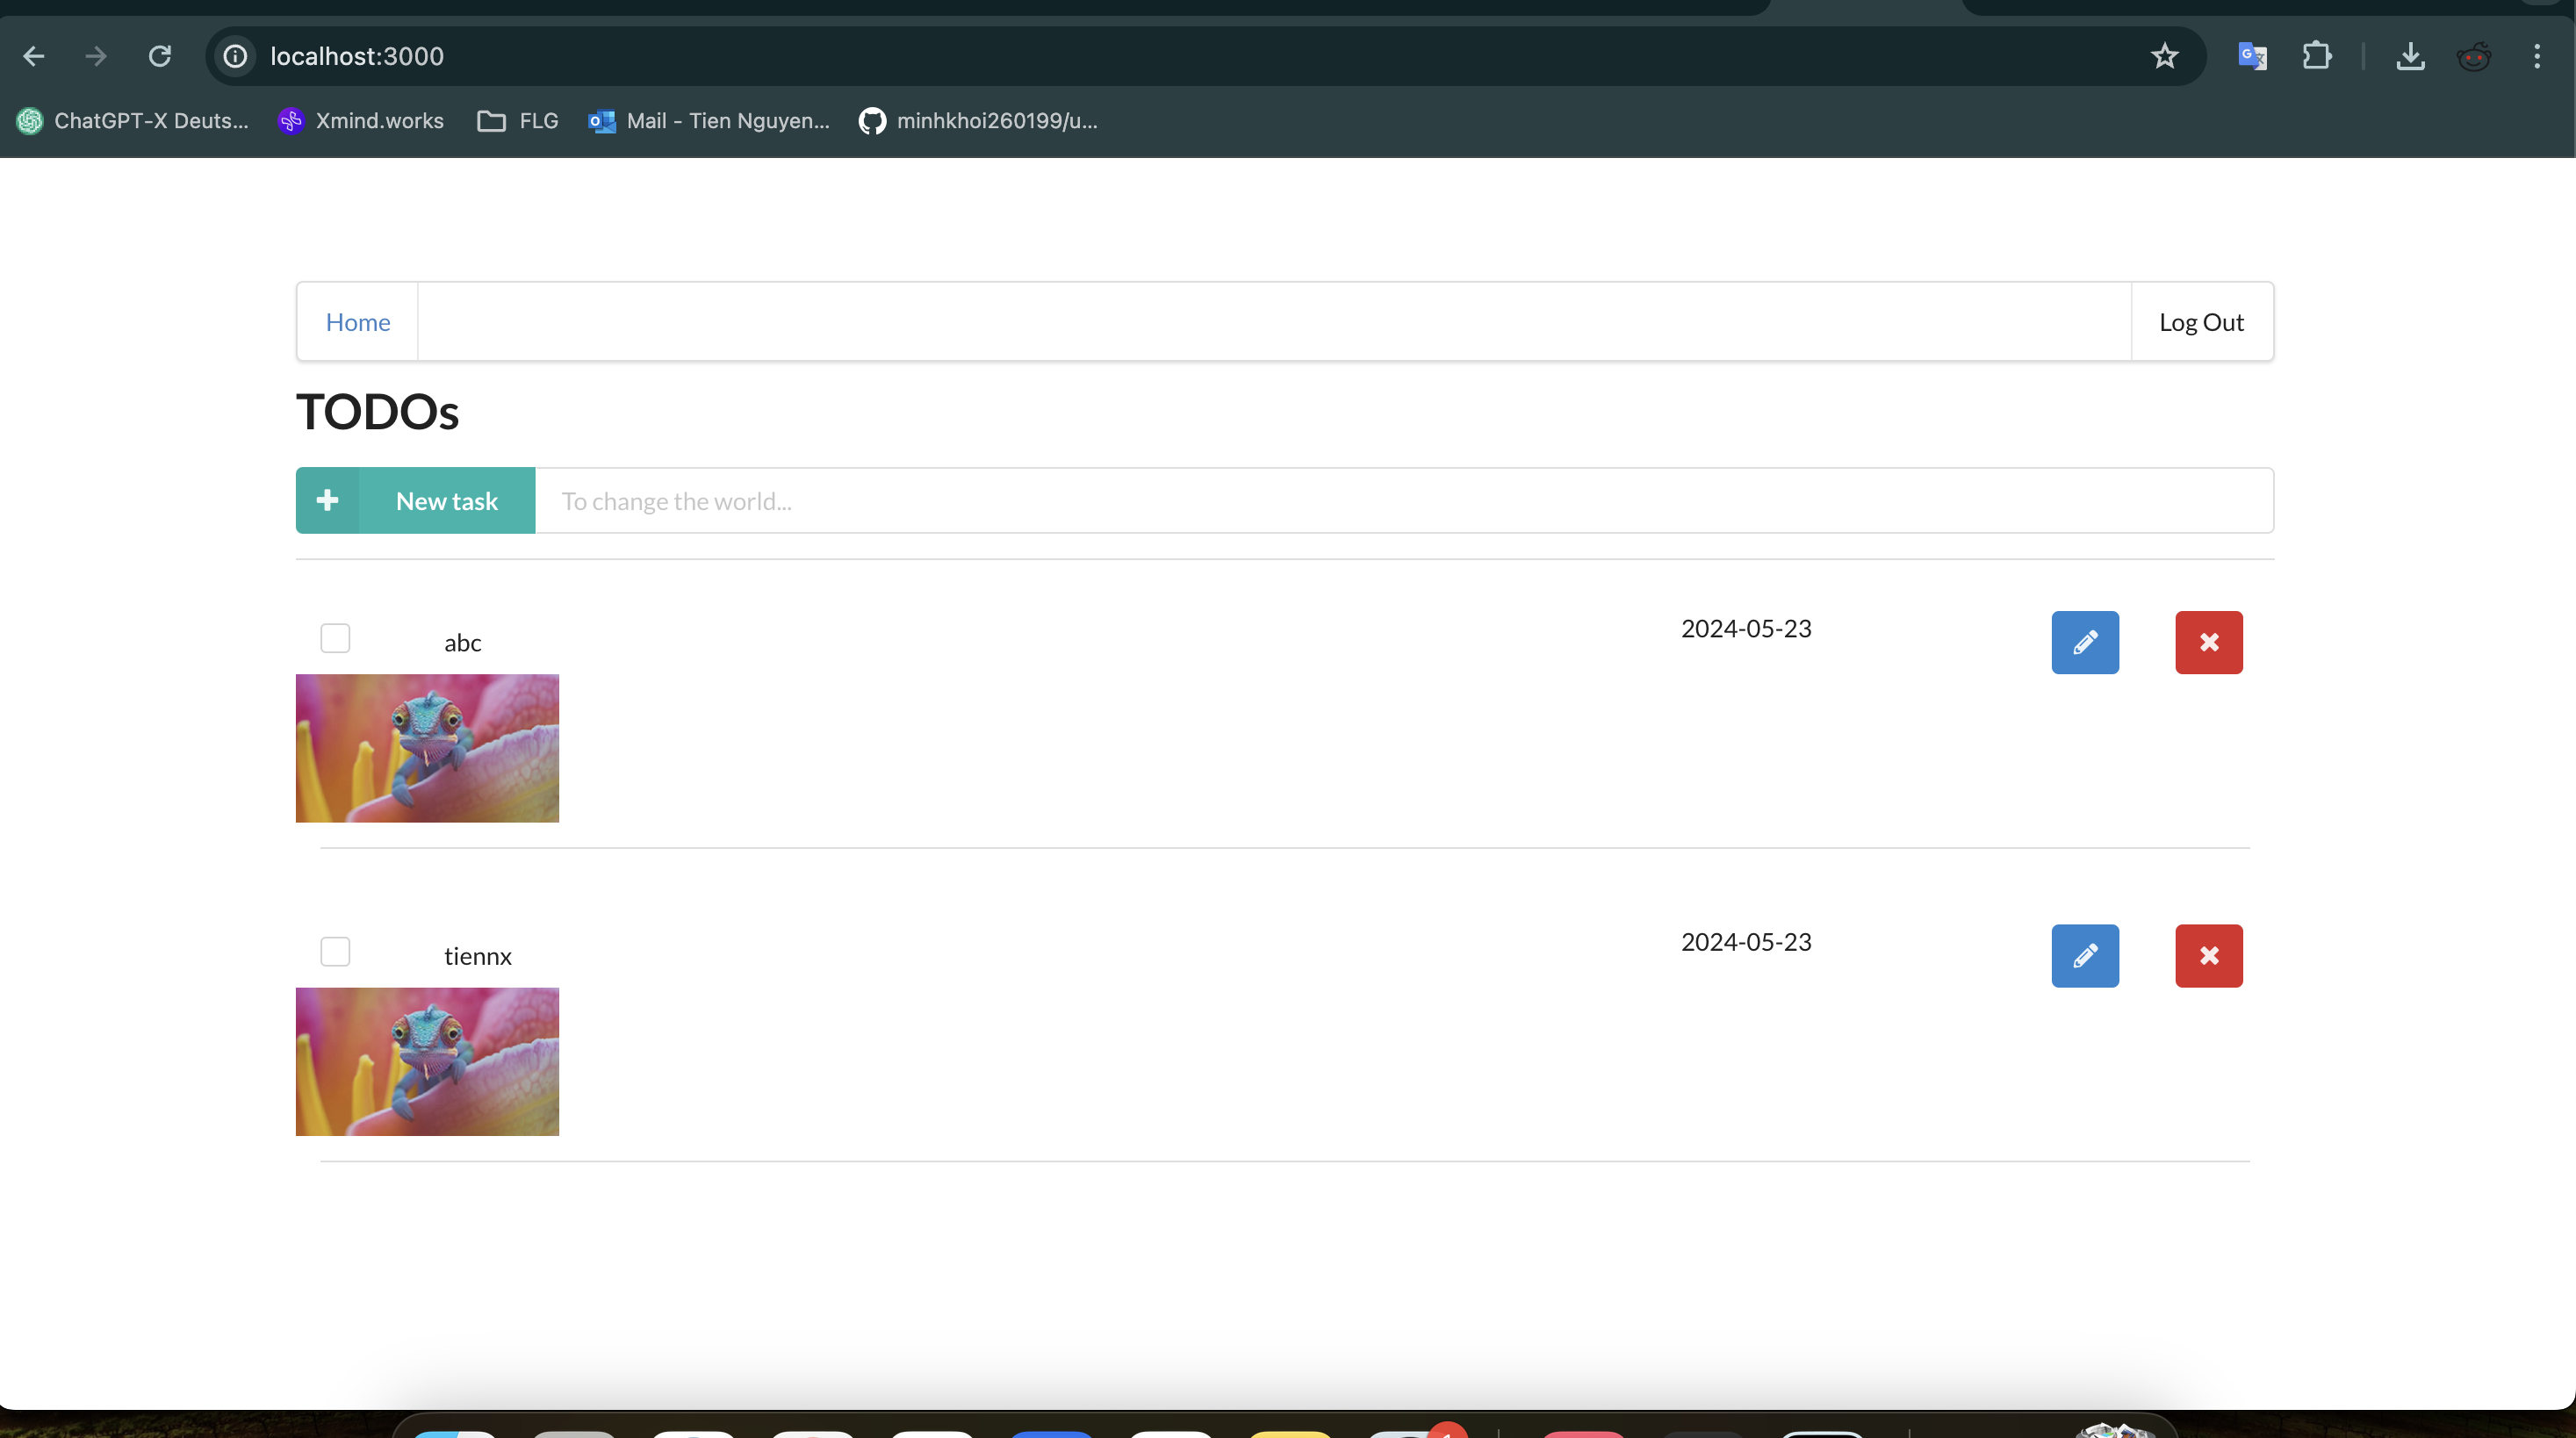 localhost:3000
ChatGPT-X Deuts...
Xmind.works
FLG
Mail - Tien Nguyen...
minhkhoi260199/u...
Home
Log Out
TODOs
New task
To change the world...
abc
2024-05-23
tiennx
2024-05-23